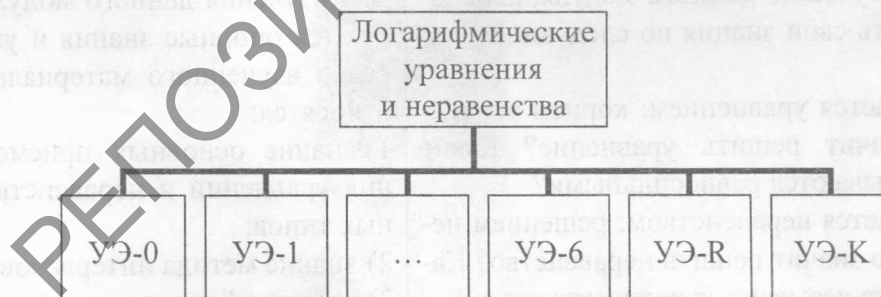 Логарифмические
уравнения
и неравенства
УЭ-0 УЭ-1 ... УЭ-6 УЭ-R УЭ-K